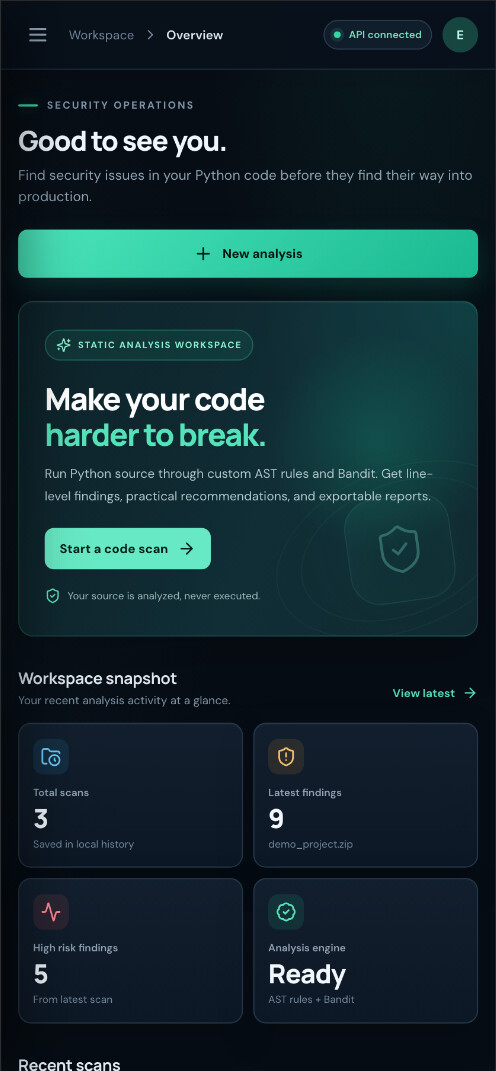 Workspace > Overview
API connected
E
SECURITY OPERATIONS
Good to see you.
Find security issues in your Python code before they find their way into
production.
+ New analysis
STATIC ANALYSIS WORKSPACE
Make your code
harder to break.
Run Python source through custom AST rules and Bandit. Get line-
level findings, practical recommendations, and exportable reports.
Start a code scan →
Your source is analyzed, never executed.
Workspace snapshot
Your recent analysis activity at a glance.
View latest →
Total scans
3
Saved in local history
Latest findings
9
demo_project.zip
High risk findings
5
From latest scan
Analysis engine
Ready
AST rules + Bandit
Recent scans